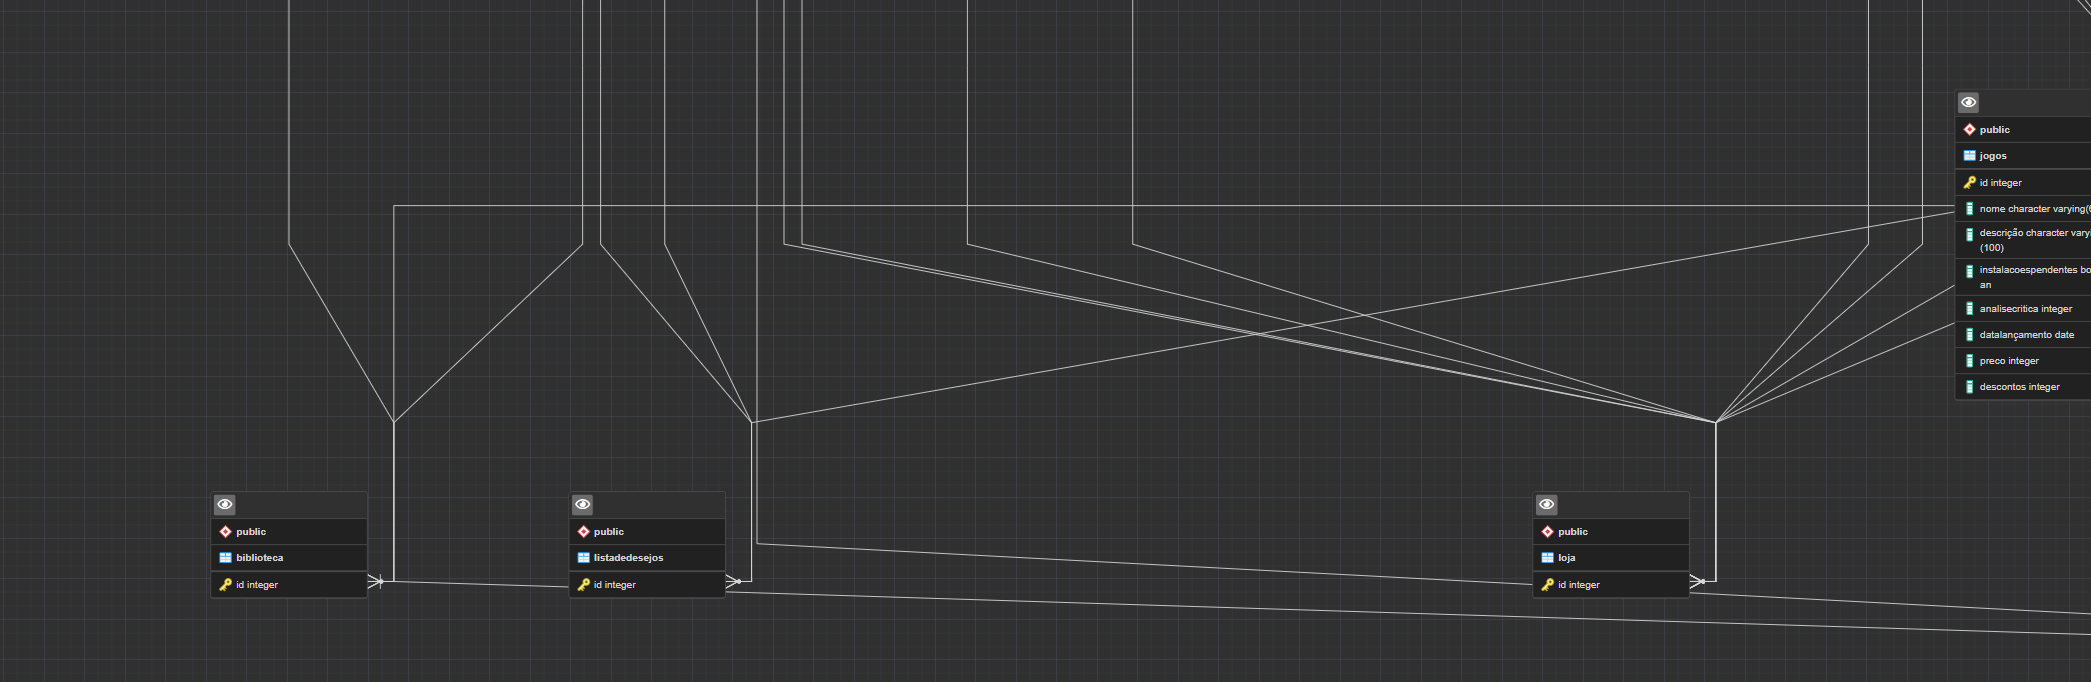 public
jogos
id integer
nome character varying(
descrição character vary
(100)
instalacoespendentes bo
an
analisecritica integer
datalançamento date
preco integer
descontos integer
public
biblioteca
id integer
public
listadedesejos
id integer
public
loja
id integer